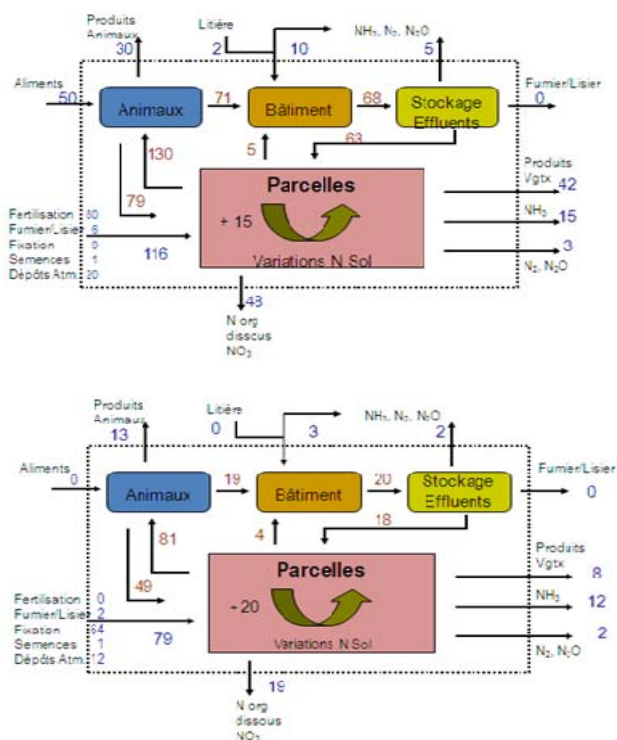 Produits
Animaux
30
Litière
2
10
NH3, N2, N2O
5
Aliments
50
Animaux
71
Bâtiment
68
Stockage
Effluents
Fumier/Lisier
0
130
5
63
79
Parcelles
+ 15
Variations N Sol
Produits
Vgtx
42
NH3
15
3
N2, N2O
Fertilisation
Fumier/Lisier 6
Fixation 0
Semences 1
Dépôts Atm. 20
116
48
N org
disscus
NO3
Produits
Animaux
13
Litière
0
3
NH3, N2, N2O
2
Aliments
0
Animaux
19
Bâtiment
20
Stockage
Effluents
Fumier/Lisier
0
81
4
18
49
Parcelles
20
Variations N Sol
Produits
Vgtx
8
NH3
12
2
N2, N2O
Fertilisation 0
Fumier/Lisier 2
Fixation 64
Semences 1
Dépôts Atm. 12
79
19
N org
dissous
NO3